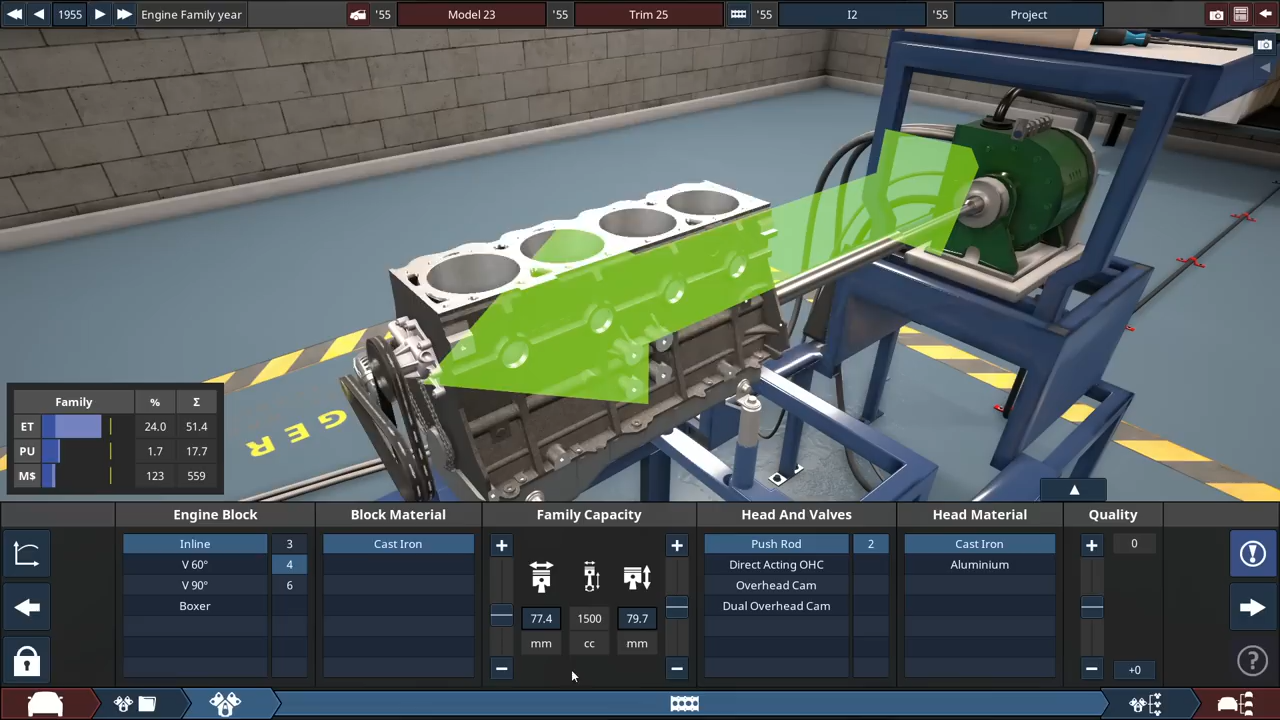 1955 Engine Family year '55 Model 23 '55 Trim 25 '55 I2 '55 Project
GER
Family % Σ
ET 24.0 51.4
PU 1.7 17.7
M$ 123 559
Engine Block Block Material Family Capacity Head And Valves Head Material Quality
Inline 3 Cast Iron + + Push Rod 2 Cast Iron + 0
V 60° 4 Direct Acting OHC Aluminium
V 90° 6 Overhead Cam
Boxer Dual Overhead Cam
77.4 1500 79.7
mm cc mm
− − − +0
?